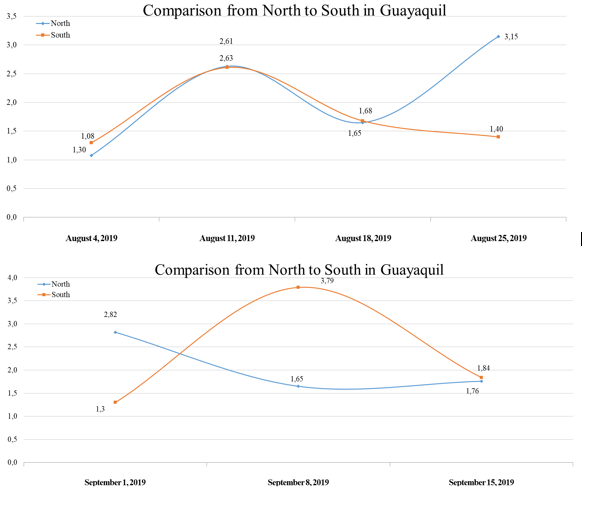 Comparison from North to South in Guayaquil
3,5
North
South
3,0
2,5
2,0
1,5
1,0
0,5
0,0
2,61
2,63
3,15
1,08
1,30
1,68
1,65
1,40
August 4, 2019
August 11, 2019
August 18, 2019
August 25, 2019
Comparison from North to South in Guayaquil
4,0
North
South
3,5
3,0
2,5
2,0
1,5
1,0
0,5
0,0
3,79
2,82
1,65
1,84
1,76
1,3
September 1, 2019
September 8, 2019
September 15, 2019